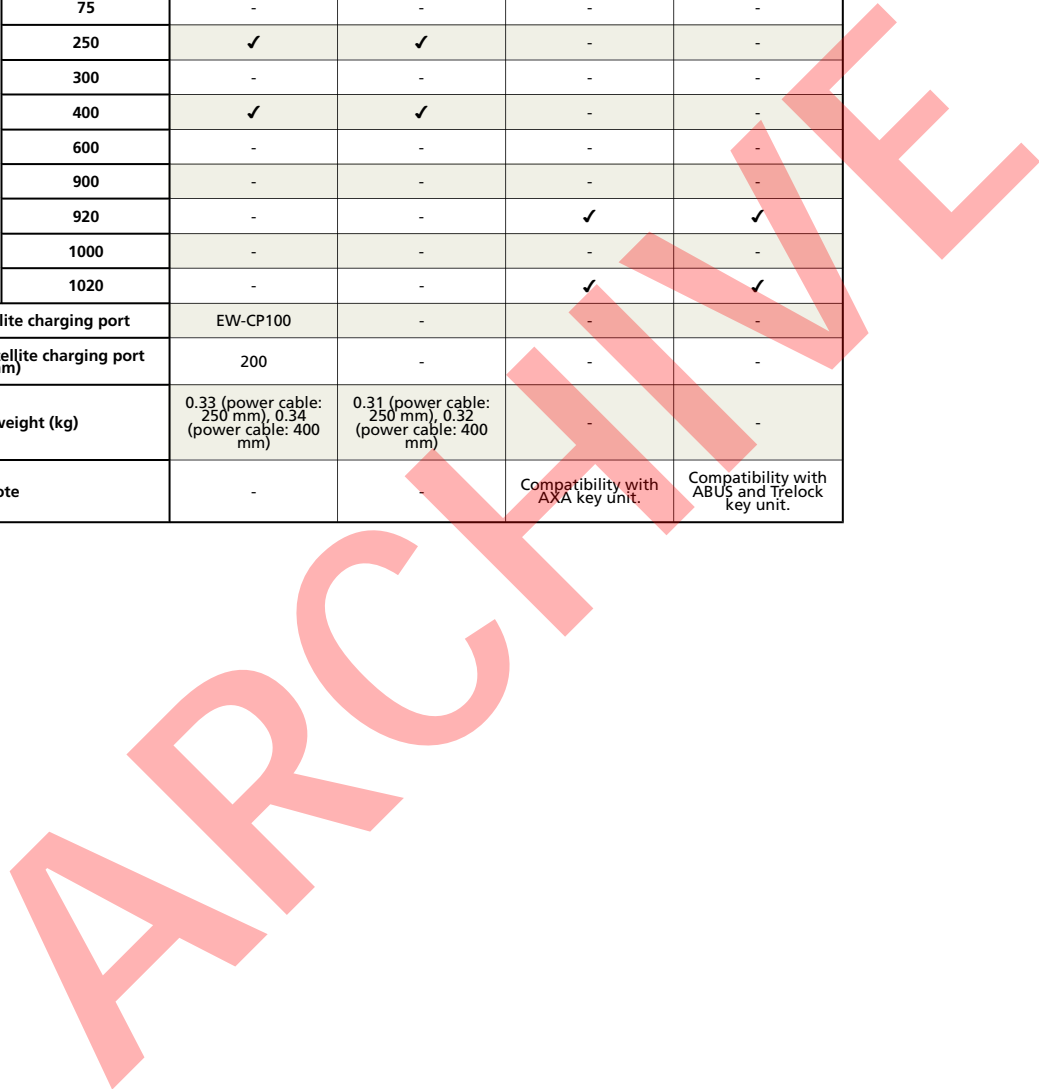 75 - - - -
250 ✓ ✓ - -
300 - - - -
400 ✓ ✓ - -
600 - - - -
900 - - - -
920 - - ✓ ✓
1000 - - - -
1020 - - ✓ ✓
lite charging port EW-CP100 - - -
ellite charging port
m) 200 - - -
0.33 (power cable:
250 mm), 0.34
(power cable: 400
mm)
0.31 (power cable:
250 mm), 0.32
(power cable: 400
mm)
weight (kg) - -
ote - -
Compatibility with
AXA key unit.
Compatibility with
ABUS and Trelock
key unit.
ARCHIVE